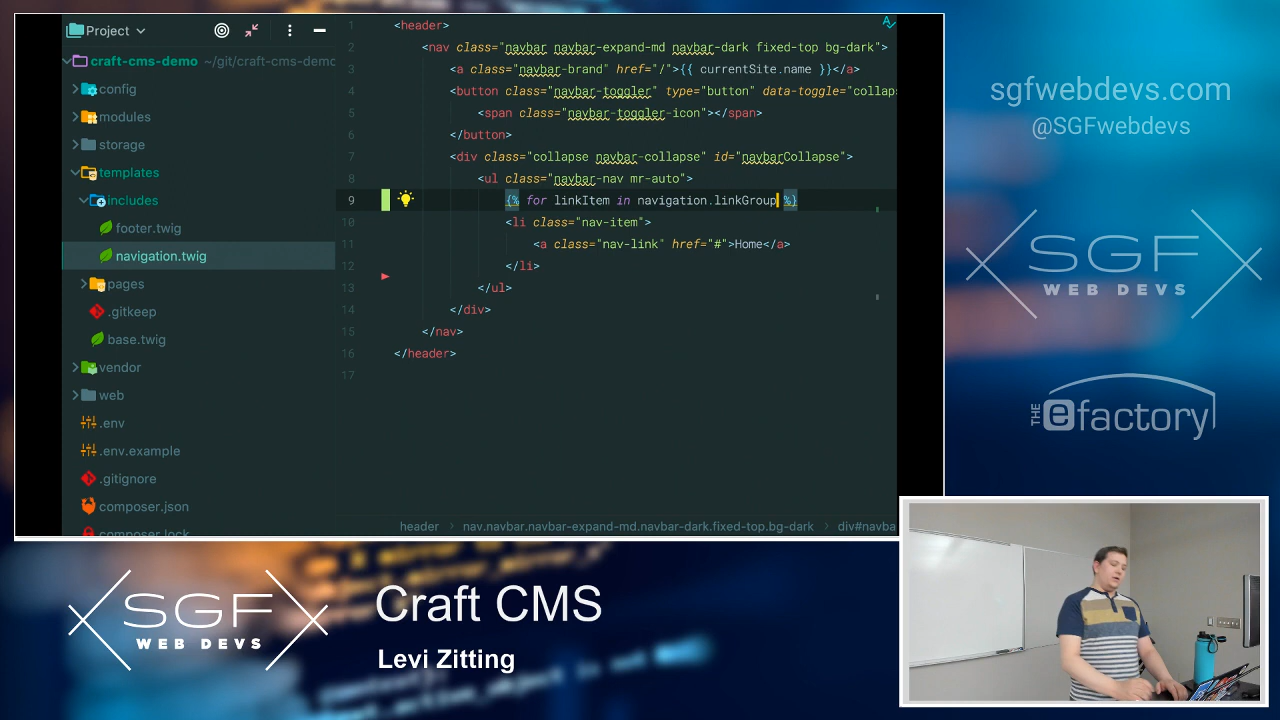 Project
craft-cms-demo ~/git/craft-cms-demo
config
modules
storage
templates
includes
footer.twig
navigation.twig
pages
.gitkeep
base.twig
vendor
web
.env
.env.example
.gitignore
composer.json
composer.lock
1 <header>
2 <nav class="navbar navbar-expand-md navbar-dark fixed-top bg-dark">
3 <a class="navbar-brand" href="/">{{ currentSite.name }}</a>
4 <button class="navbar-toggler" type="button" data-toggle="collaps
5 <span class="navbar-toggler-icon"></span>
6 </button>
7 <div class="collapse navbar-collapse" id="navbarCollapse">
8 <ul class="navbar-nav mr-auto">
9 {% for linkItem in navigation.linkGroup %}
10 <li class="nav-item">
11 <a class="nav-link" href="#">Home</a>
12 </li>
13 </ul>
14 </div>
15 </nav>
16 </header>
17
header > nav.navbar.navbar-expand-md.navbar-dark.fixed-top.bg-dark > div#navba
sgfwebdevs.com
@SGFwebdevs
SGF
WEB DEVS
THE efactory
SGF
WEB DEVS
Craft CMS
Levi Zitting